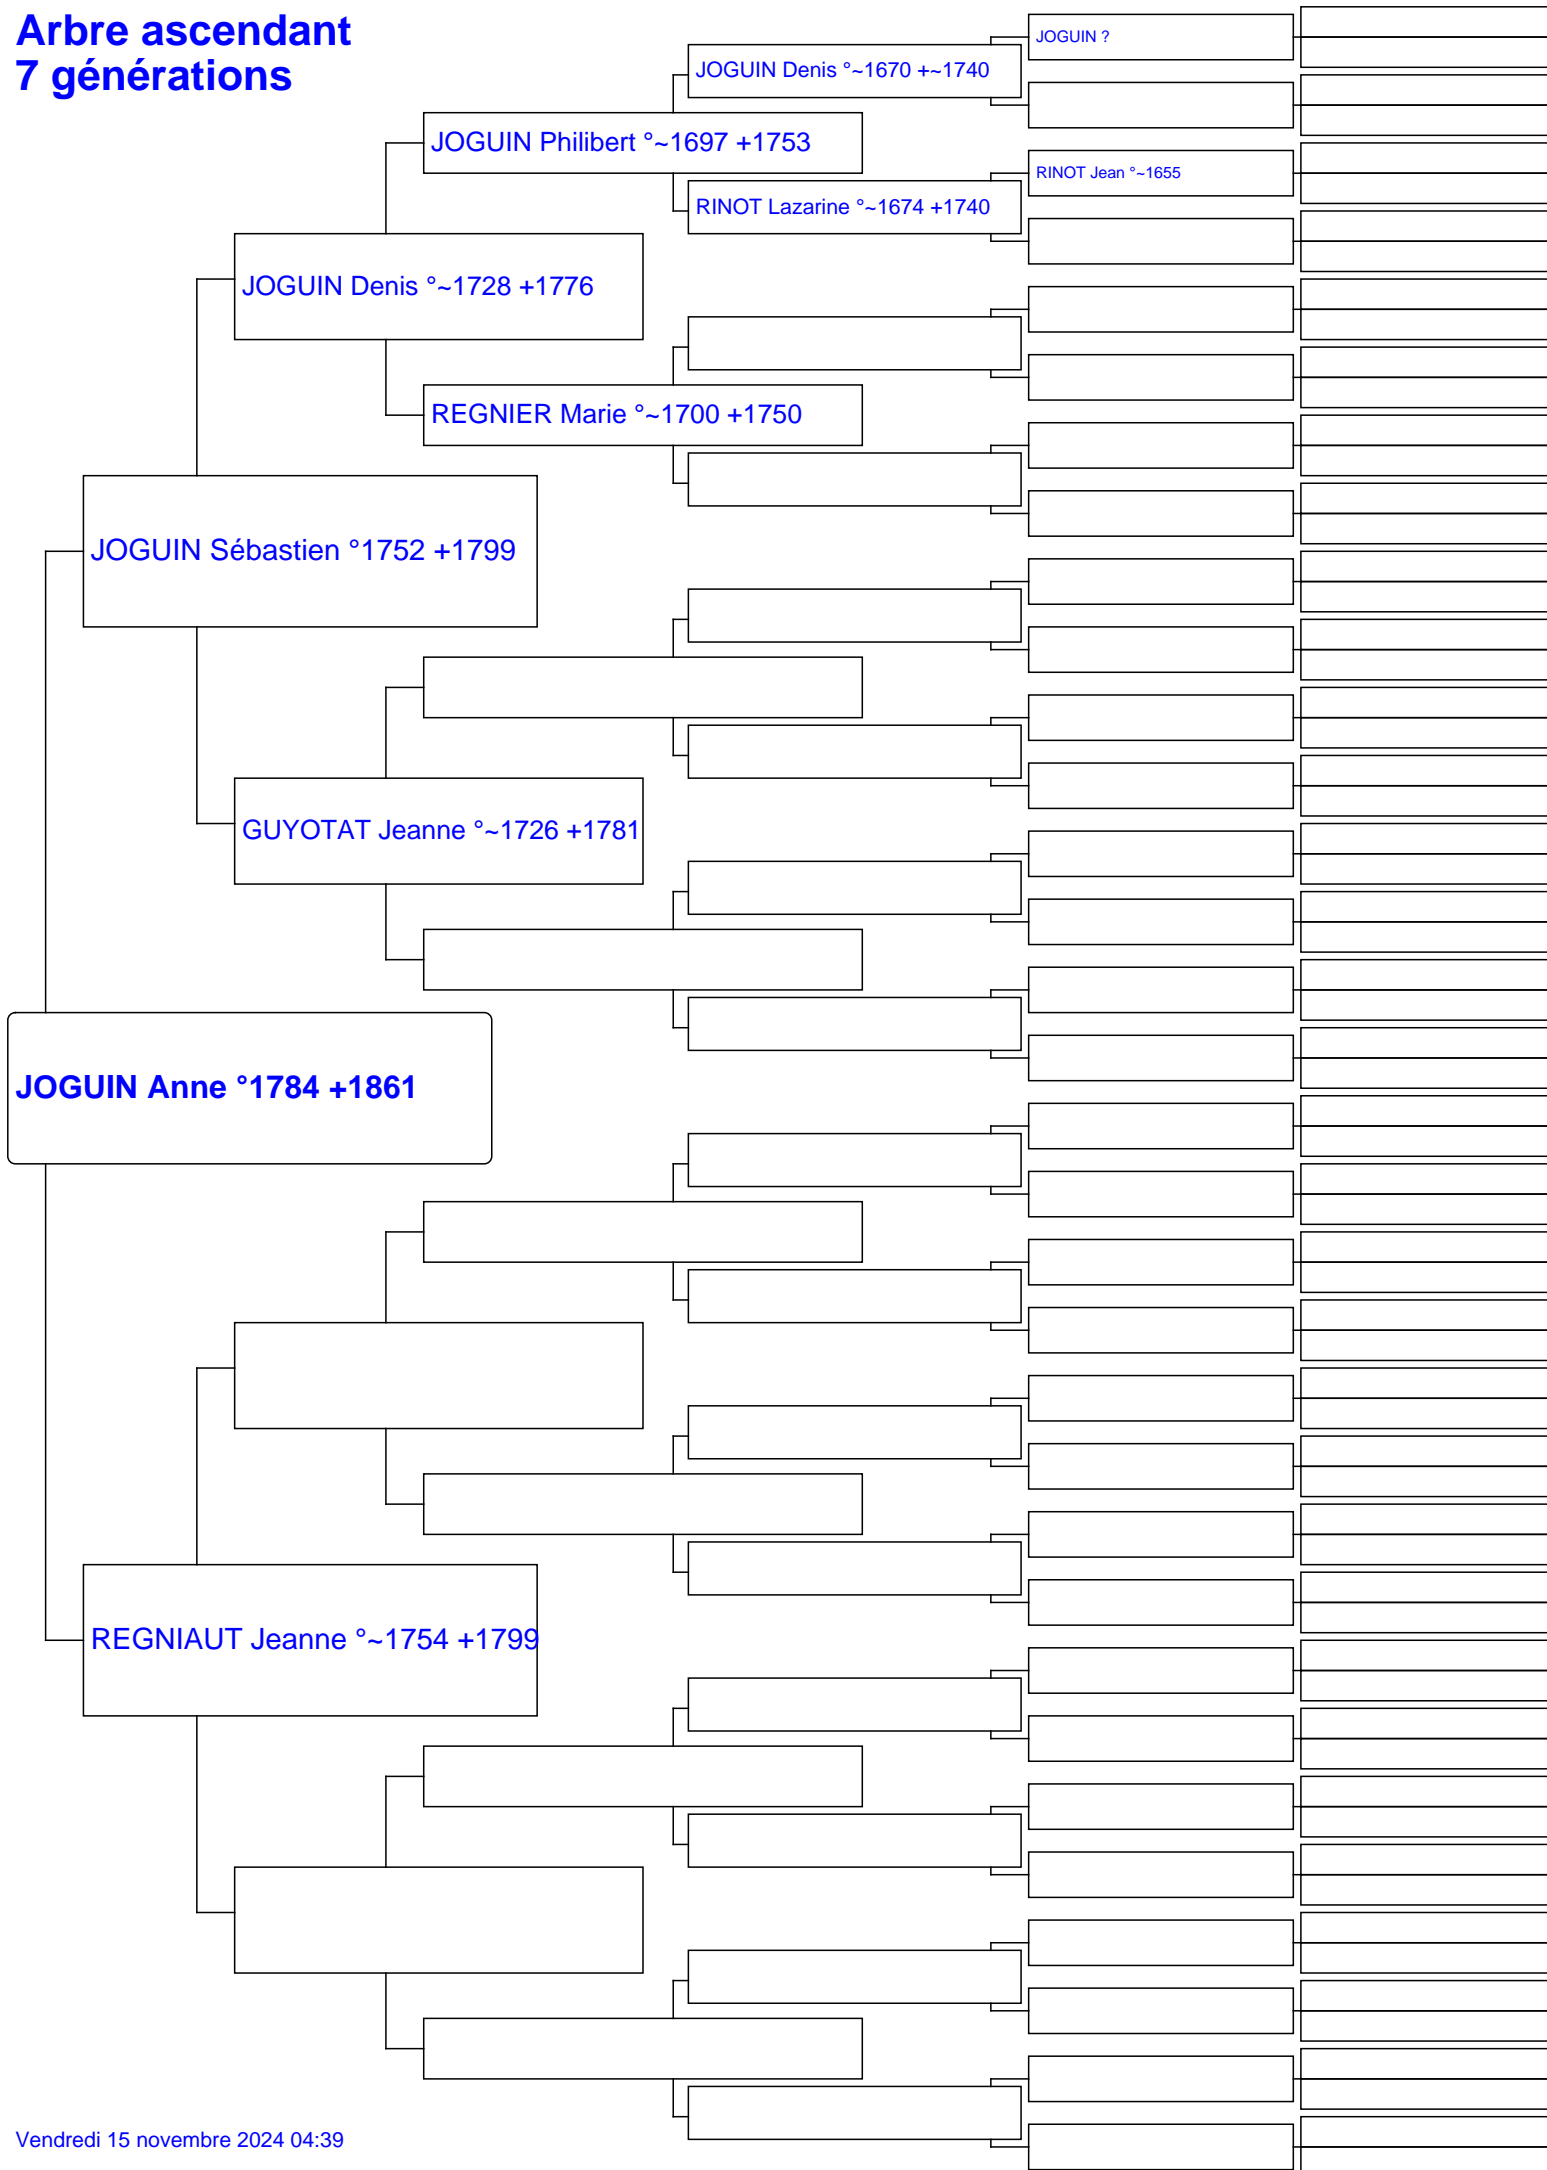 Arbre ascendant
7 générations
JOGUIN ?
JOGUIN Denis °~1670 +~1740
JOGUIN Philibert °~1697 +1753
RINOT Jean °~1655
RINOT Lazarine °~1674 +1740
JOGUIN Denis °~1728 +1776
REGNIER Marie °~1700 +1750
JOGUIN Sébastien °1752 +1799
GUYOTAT Jeanne °~1726 +1781
JOGUIN Anne °1784 +1861
REGNIAUT Jeanne °~1754 +1799
Vendredi 15 novembre 2024 04:39